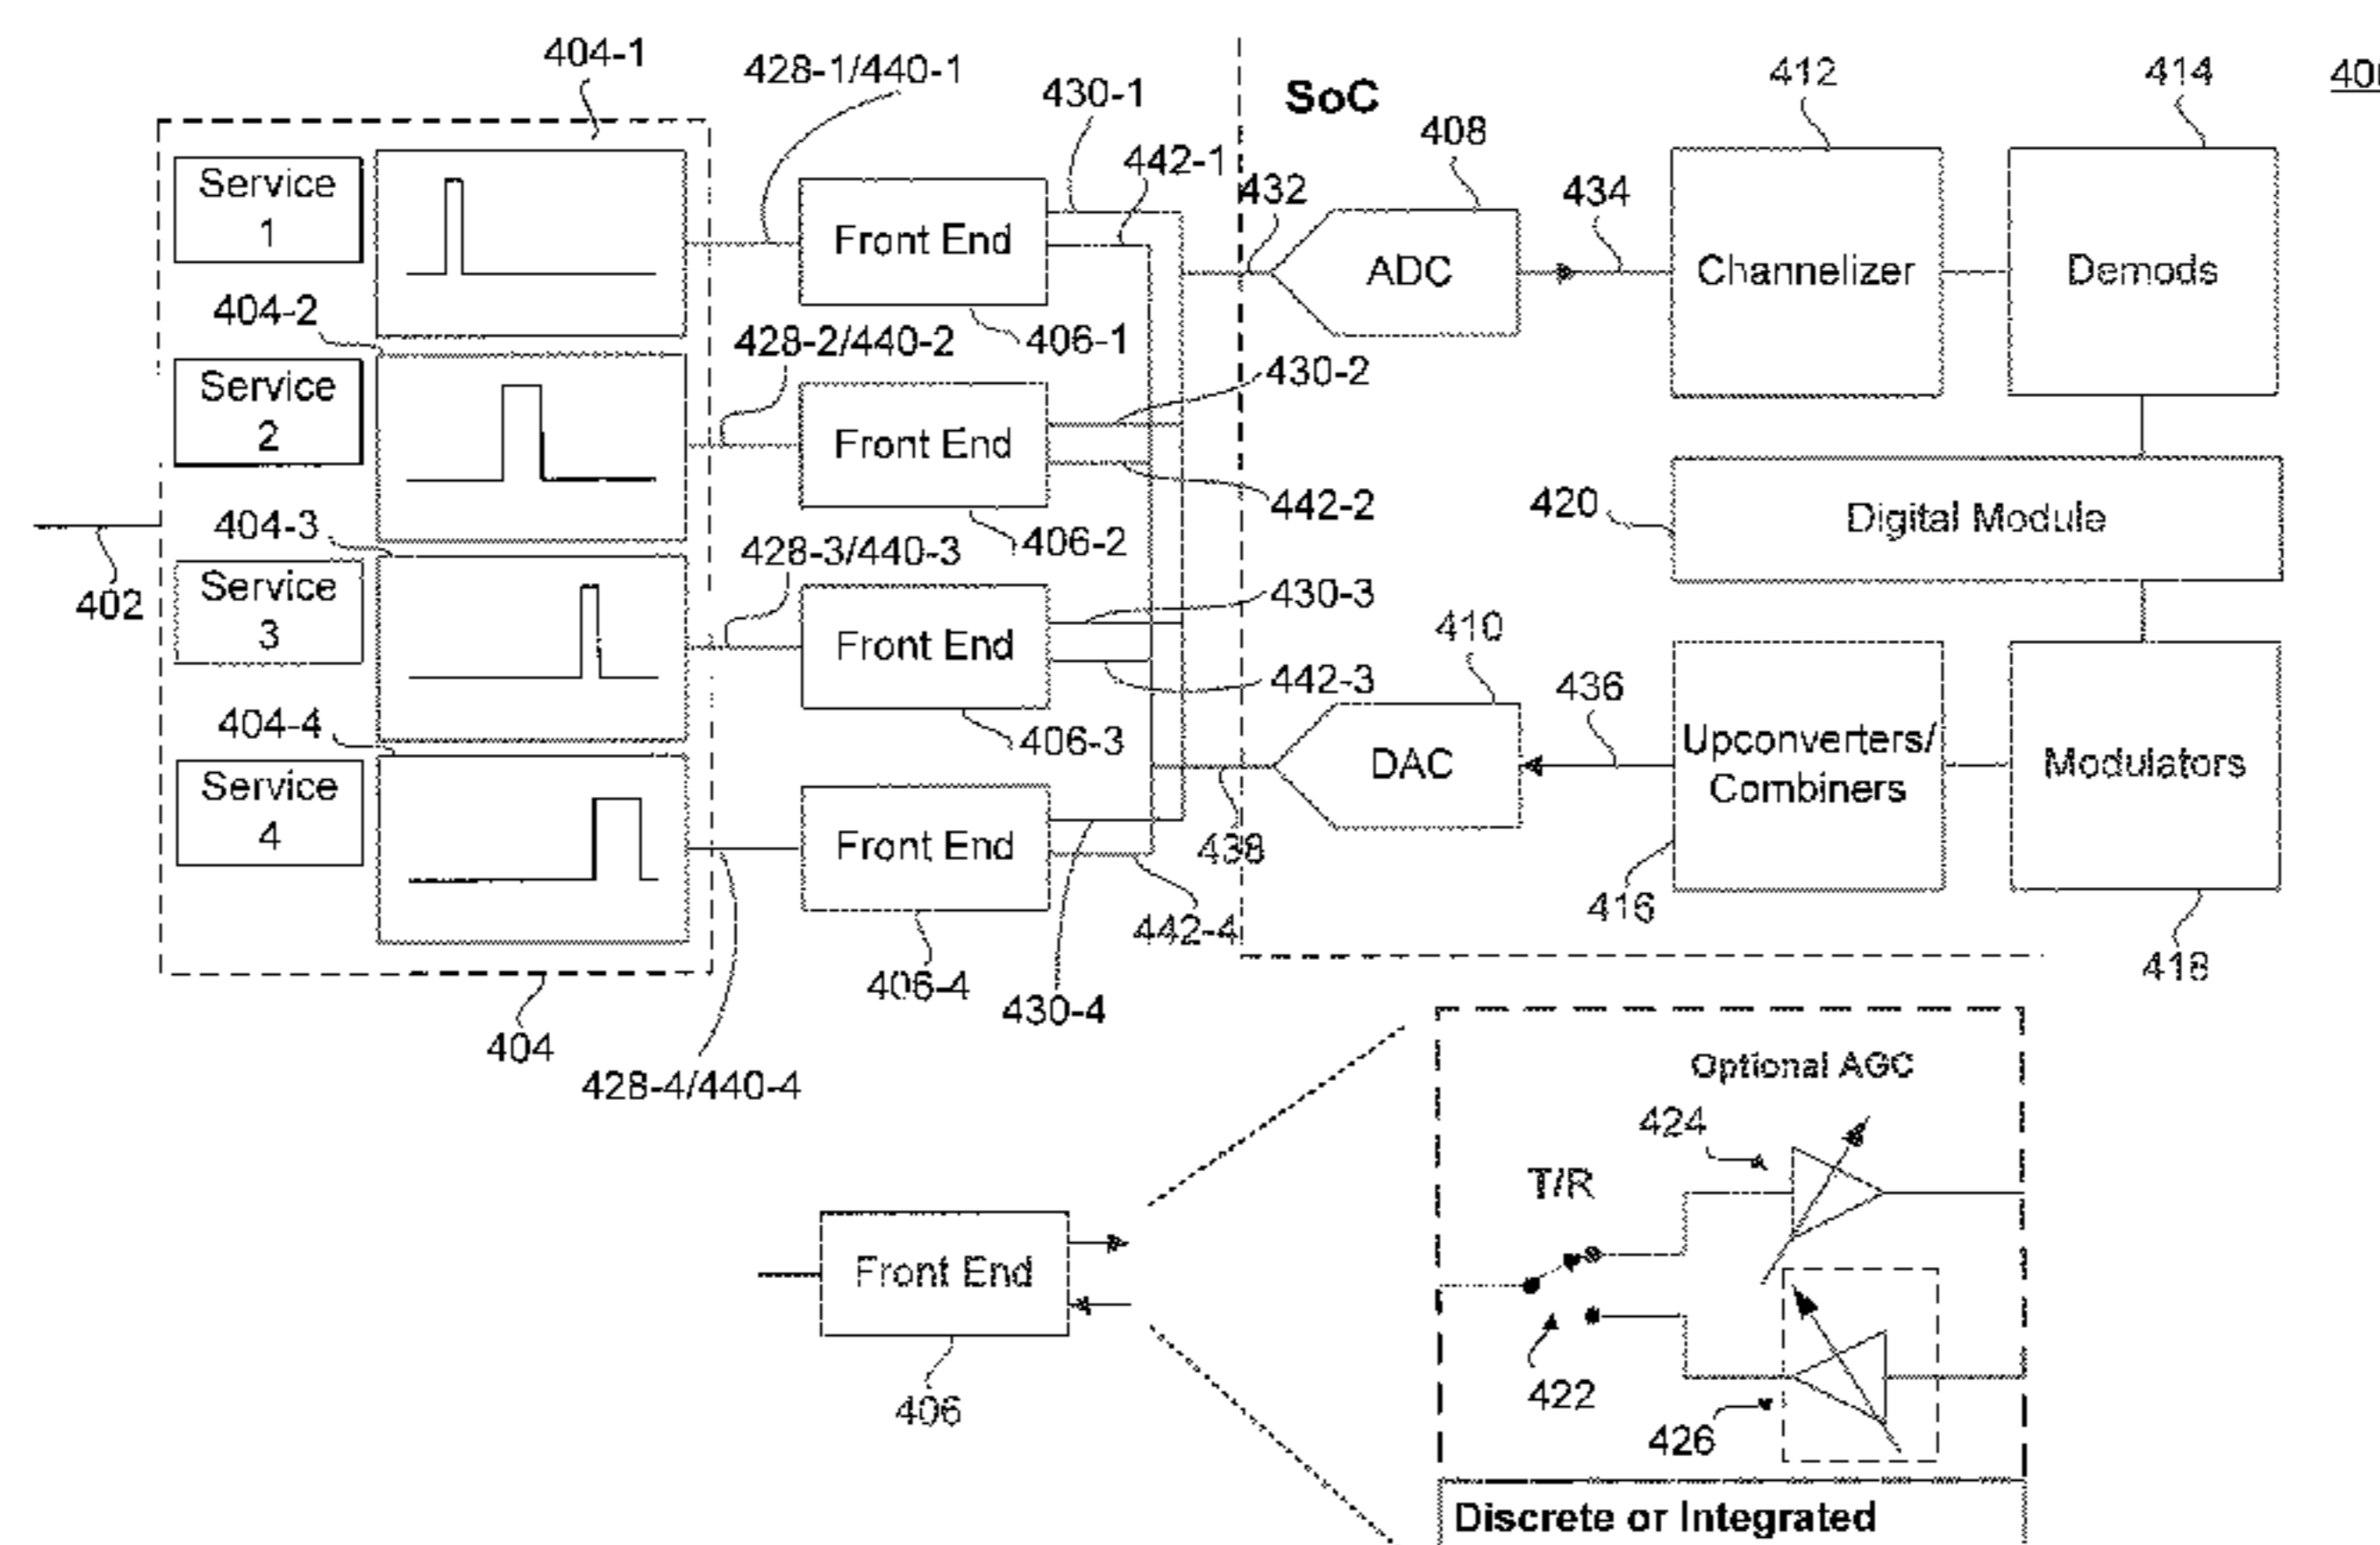 404-1
428-1/440-1
430-1
SoC
412
414
408
442-1
Service
1
Front End
432
ADC
434
Channelizer
Demods
404-2
406-1
428-2/440-2
430-2
Service
2
Front End
442-2
420
Digital Module
404-3
406-2
428-3/440-3
402
Service
3
Front End
430-3
410
442-3
436
404-4
406-3
DAC
Upconverters/
Combiners
Modulators
Service
4
Front End
438
416
442-4
418
406-4
430-4
404
428-4/440-4
Optional AGC
424
T/R
Front End
422
406
426
Discrete or Integrated